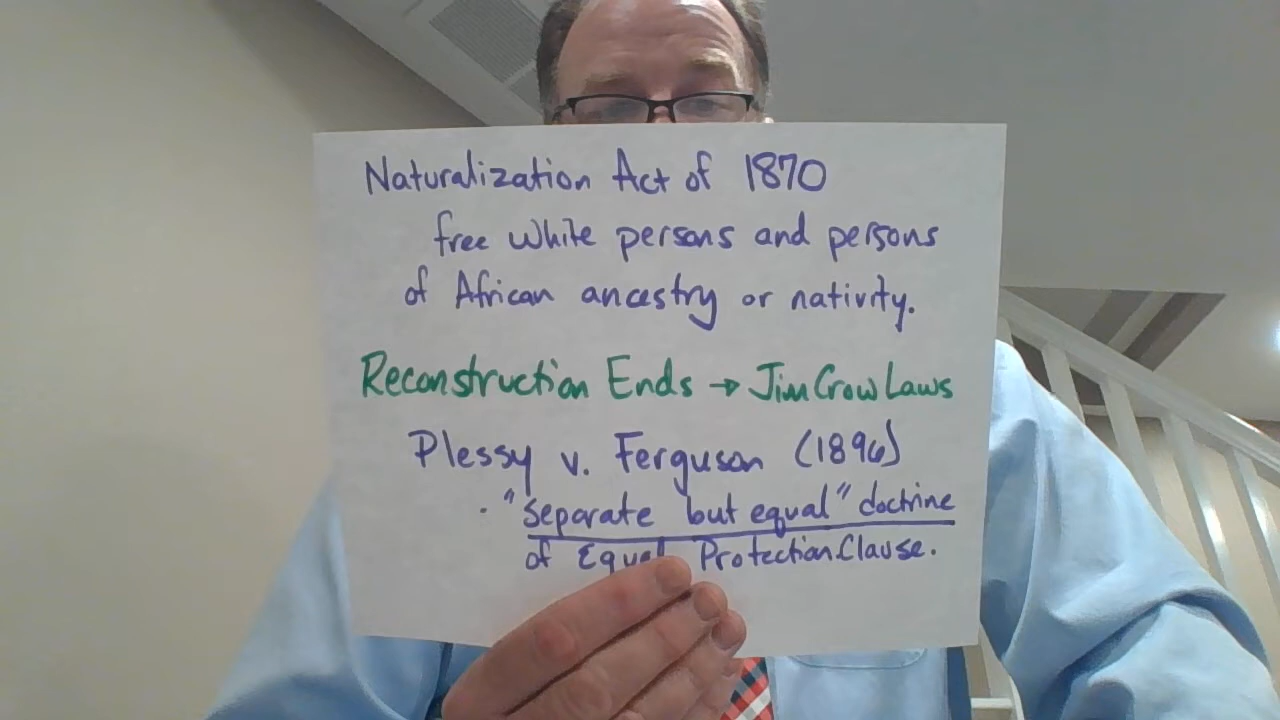 Naturalization Act of 1870
free white persons and persons
of African ancestry or nativity.
Reconstruction Ends → Jim Crow Laws
Plessy v. Ferguson (1896)
· "separate but equal" doctrine
of Equal Protection Clause.